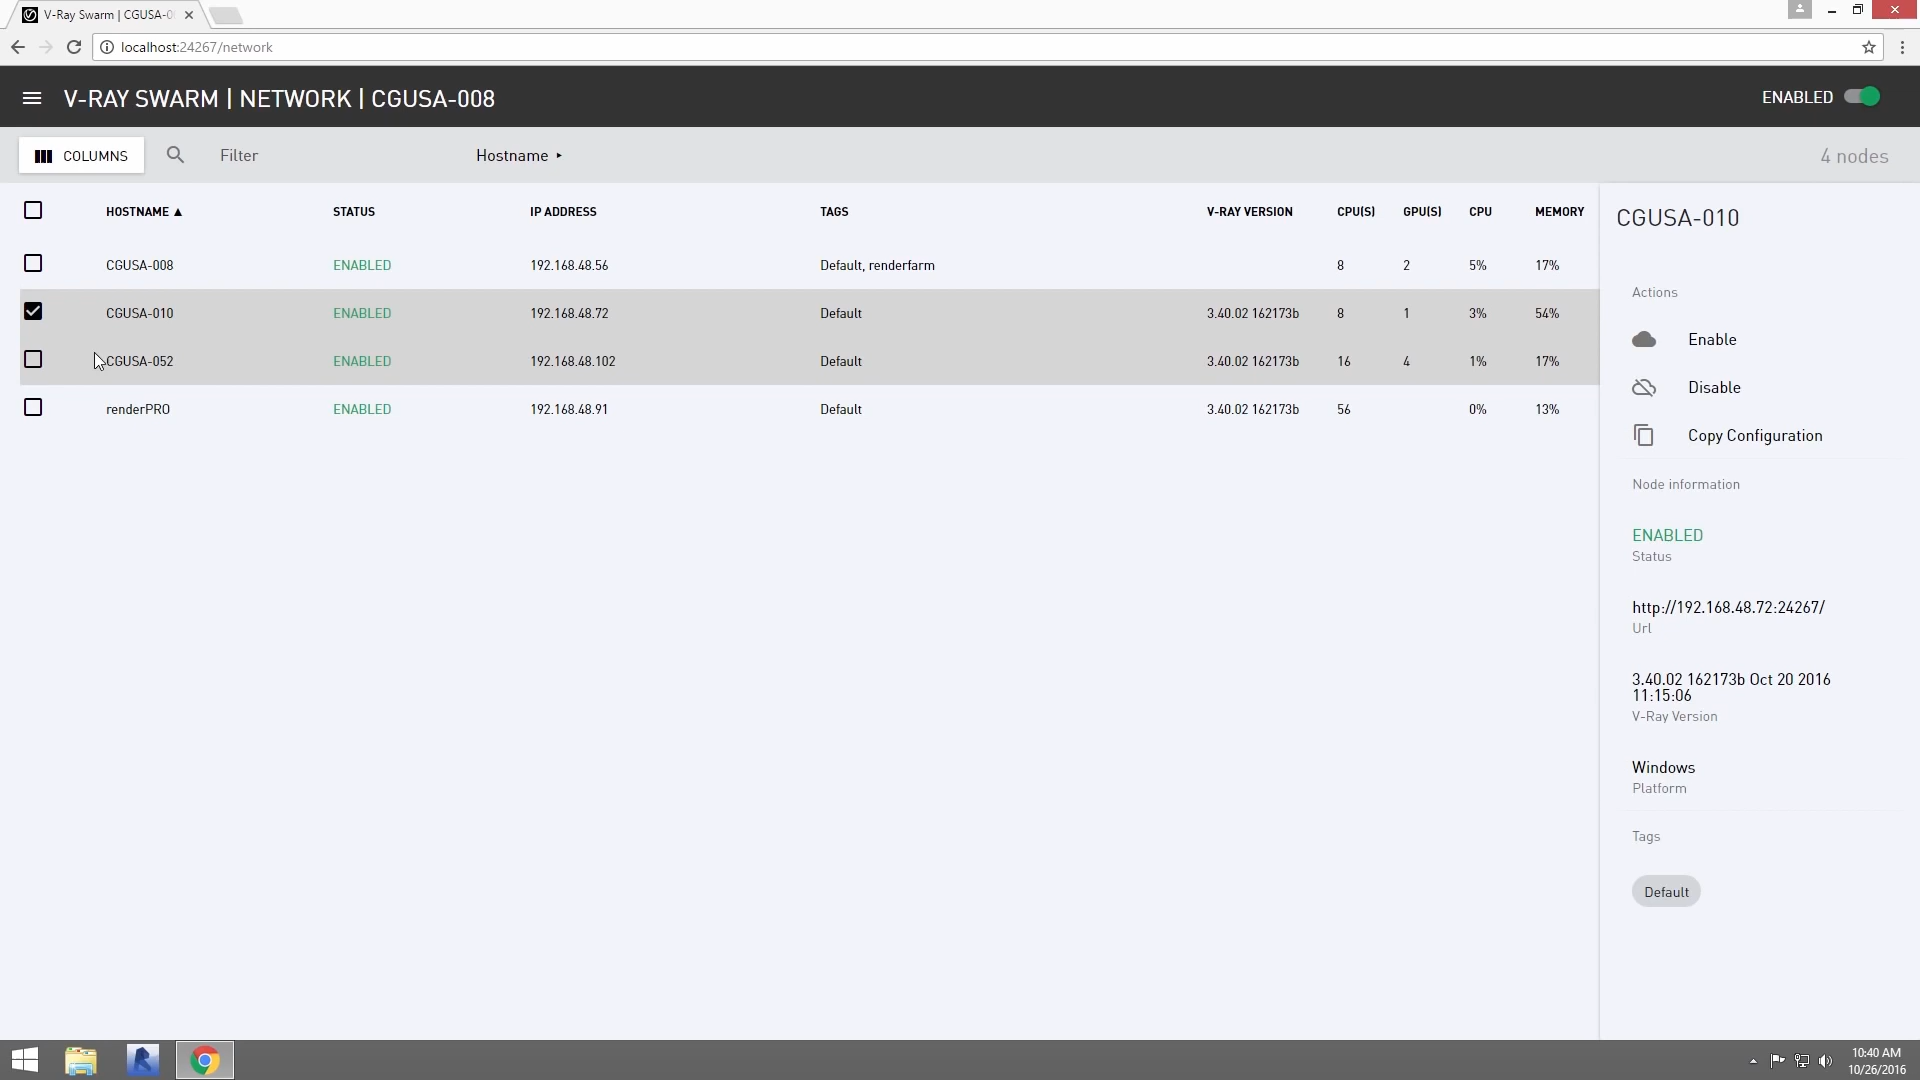 V-Ray Swarm | CGUSA-0
localhost:24267/network
V-RAY SWARM | NETWORK | CGUSA-008
ENABLED
COLUMNS
Filter
Hostname ▸
4 nodes
HOSTNAME ▲ STATUS IP ADDRESS TAGS V-RAY VERSION CPU(S) GPU(S) CPU MEMORY
CGUSA-008 ENABLED 192.168.48.56 Default, renderfarm 8 2 5% 17%
CGUSA-010 ENABLED 192.168.48.72 Default 3.40.02 162173b 8 1 3% 54%
CGUSA-052 ENABLED 192.168.48.102 Default 3.40.02 162173b 16 4 1% 17%
renderPRO ENABLED 192.168.48.91 Default 3.40.02 162173b 56 0% 13%
CGUSA-010
Actions
Enable
Disable
Copy Configuration
Node information
ENABLED
Status
http://192.168.48.72:24267/
Url
3.40.02 162173b Oct 20 2016
11:15:06
V-Ray Version
Windows
Platform
Tags
Default
10:40 AM
10/26/2016